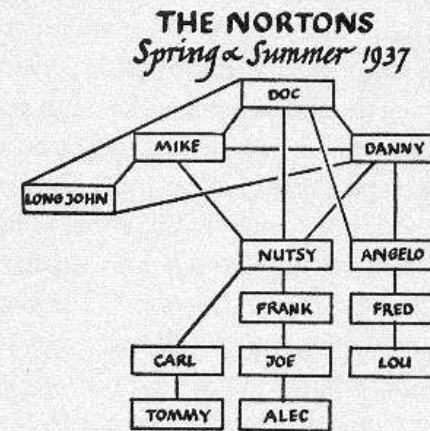 THE NORTONS
Spring & Summer 1937
DOC
MIKE
DANNY
LONG JOHN
NUTSY
ANGELO
FRANK
FRED
CARL
JOE
LOU
TOMMY
ALEC